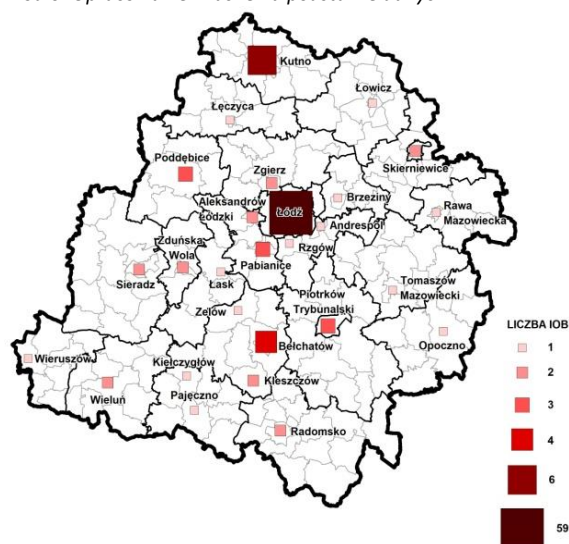 Kutno
Łowicz
Łęczyca
Poddębice
Zgierz
Skierniewice
Aleksandrów
Łódzki
Łódź
Brzeziny
Rawa
Mazowiecka
Andrespol
Zduńska
Wola
Pabianice
Rzgów
Sieradz
Łask
Piotrków
Trybunalski
Tomaszów
Mazowiecki
Zelów
LICZBA IOB
Bełchatów
Opoczno
1
Wieruszów
Kiełczygłów
2
Kleszczów
Wieluń
Pajęczno
3
Radomsko
4
6
59